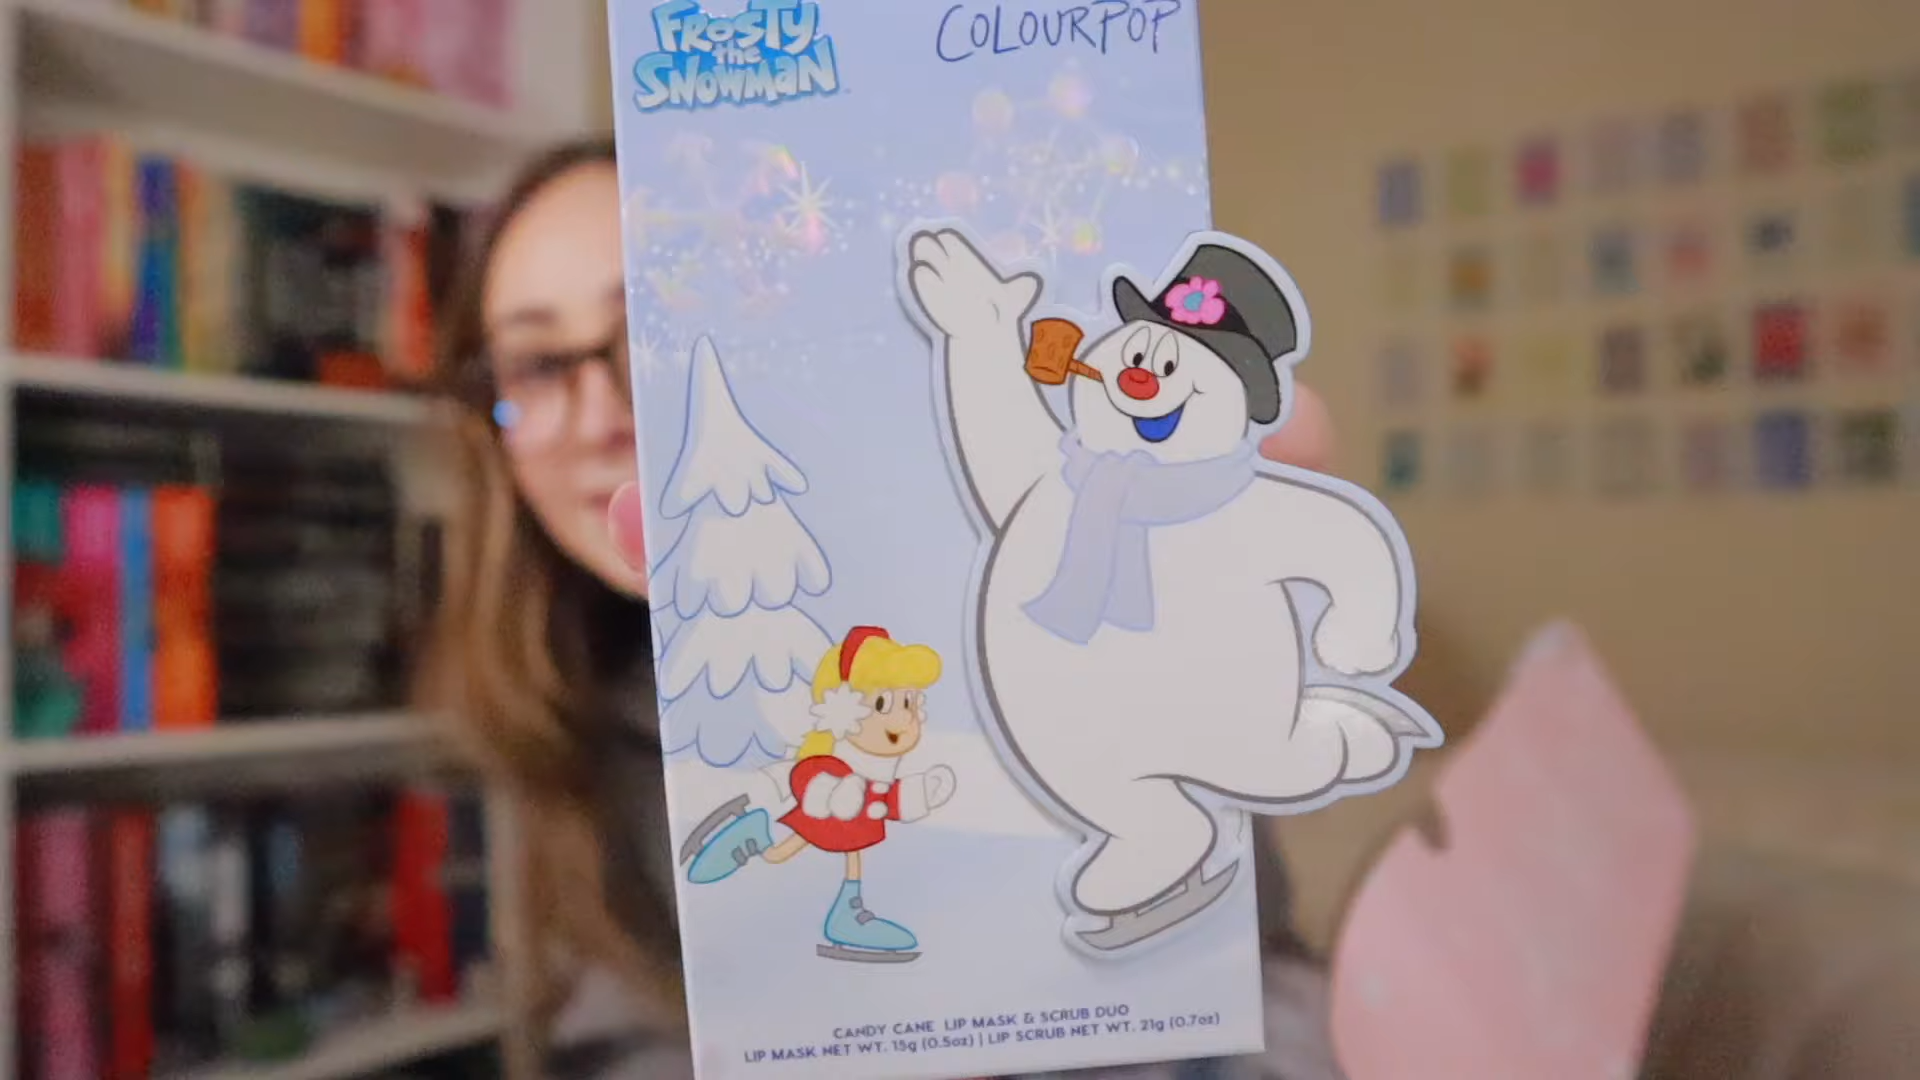 FROSTY
the
SNOWMAN
COLOURPOP
CANDY CANE LIP MASK & SCRUB DUO
LIP MASK NET WT. 15g (0.5oz) | LIP SCRUB NET WT. 21g (0.7oz)